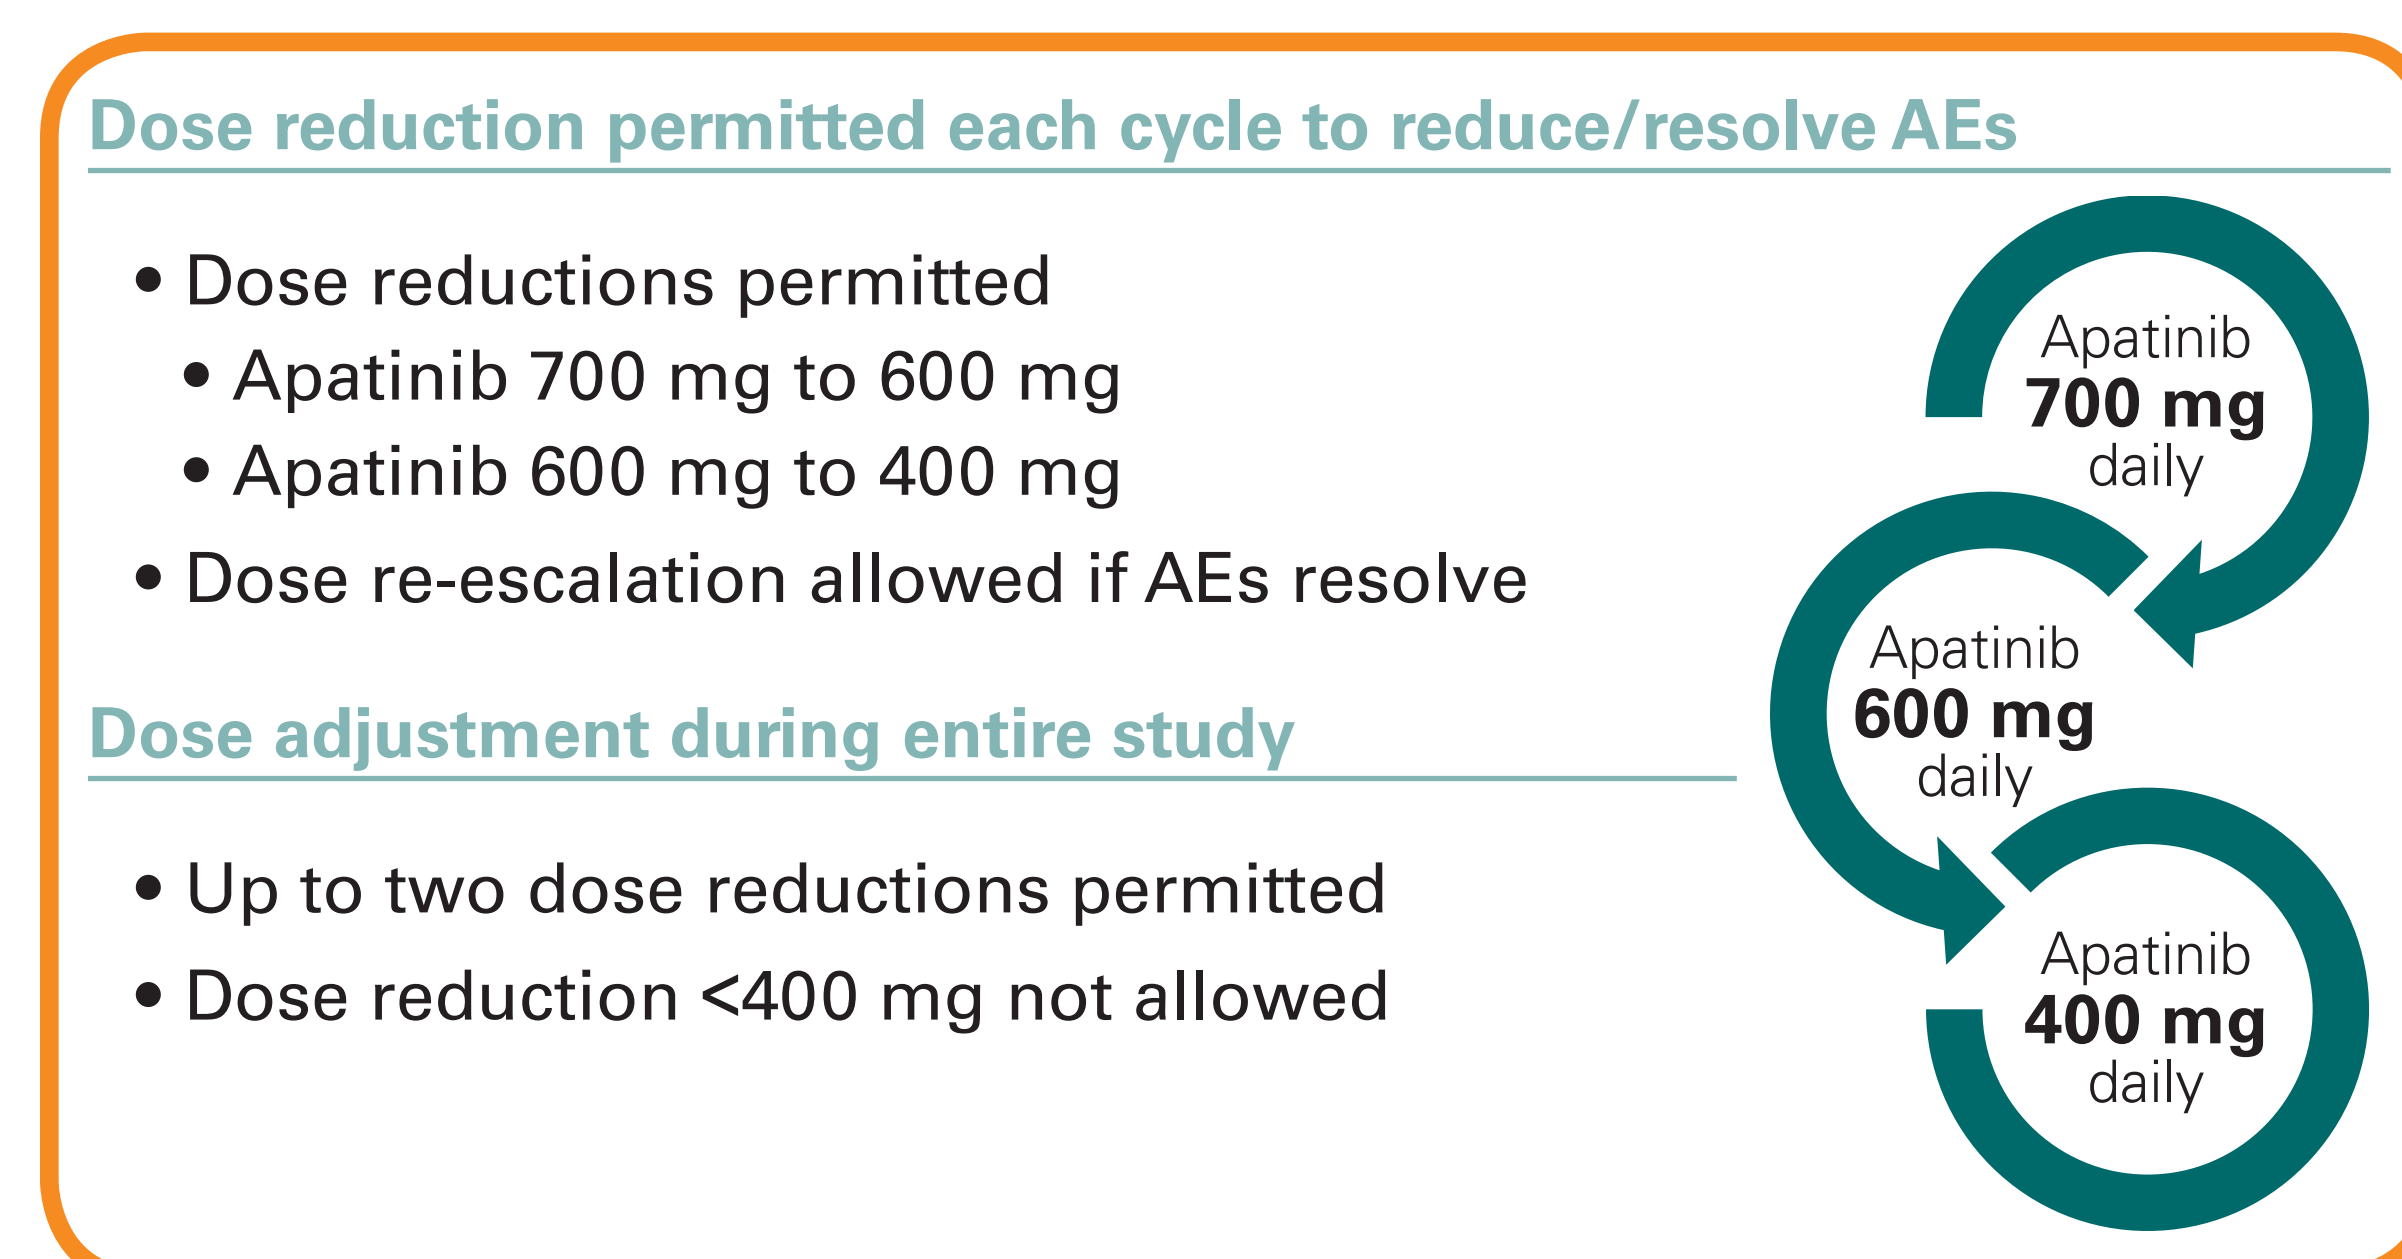 Dose reduction permitted each cycle to reduce/resolve AEs
• Dose reductions permitted
• Apatinib 700 mg to 600 mg
• Apatinib 600 mg to 400 mg
• Dose re-escalation allowed if AEs resolve
Dose adjustment during entire study
• Up to two dose reductions permitted
• Dose reduction <400 mg not allowed
Apatinib
700 mg
daily
Apatinib
600 mg
daily
Apatinib
400 mg
daily